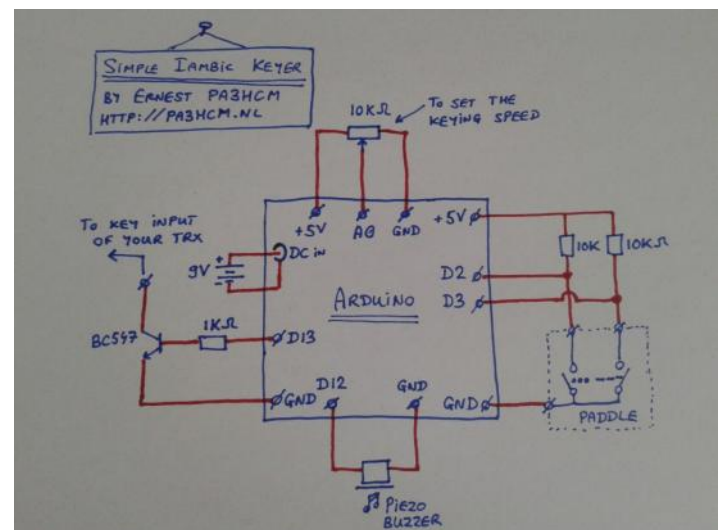 SIMPLE IAMBIC KEYER
BY ERNEST PA3HCM
HTTP://PA3HCM.NL
10KΩ
TO SET THE
KEYING SPEED
+5V
A0
GND
+5V
TO KEY INPUT
OF YOUR TRX
9V
+
-
DC in
10K
10KΩ
D2
ARDUINO
D3
BC547
1KΩ
D13
GND
D12
GND
GND
PADDLE
PIEZO
BUZZER